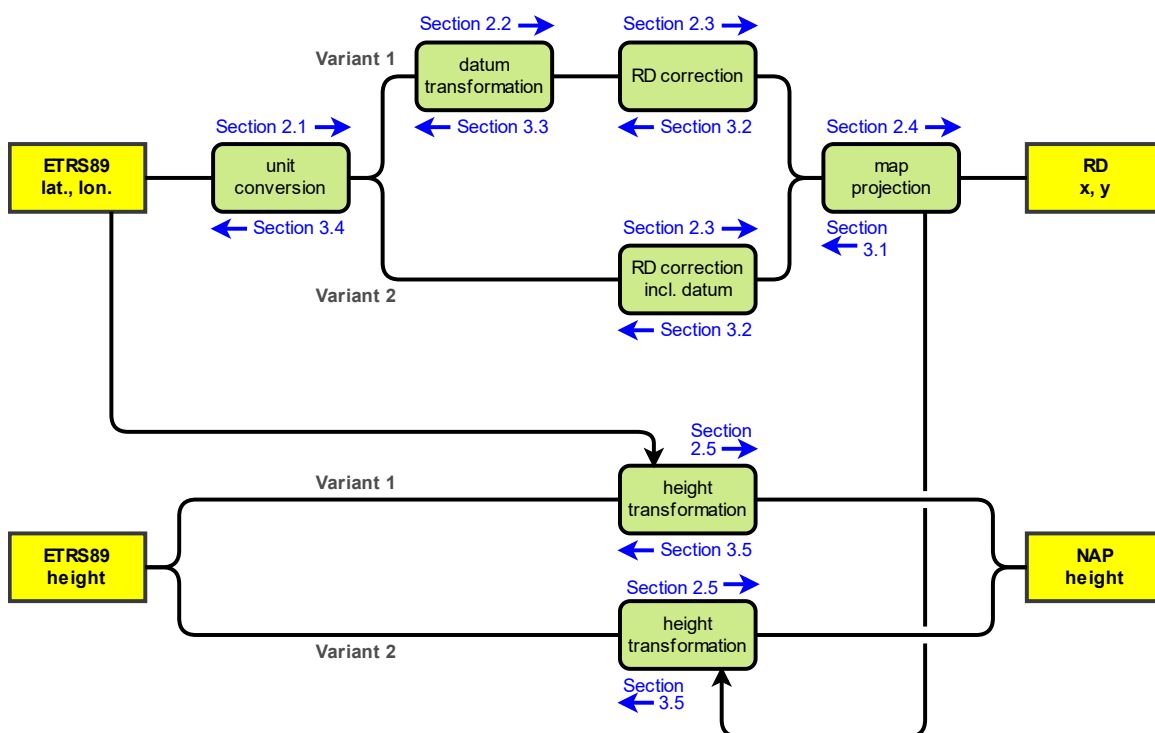 Section 2.2
Section 2.3
Variant 1
datum
transformation
RD correction
Section 2.1
Section 3.3
Section 3.2
Section 2.4
ETRS89
lat., lon.
unit
conversion
map
projection
RD
x, y
Section 3.4
Section 2.3
Section
3.1
Variant 2
RD correction
incl. datum
Section 3.2
Section
2.5
Variant 1
height
transformation
ETRS89
height
Section 3.5
NAP
height
Section 2.5
height
transformation
Variant 2
Section
3.5